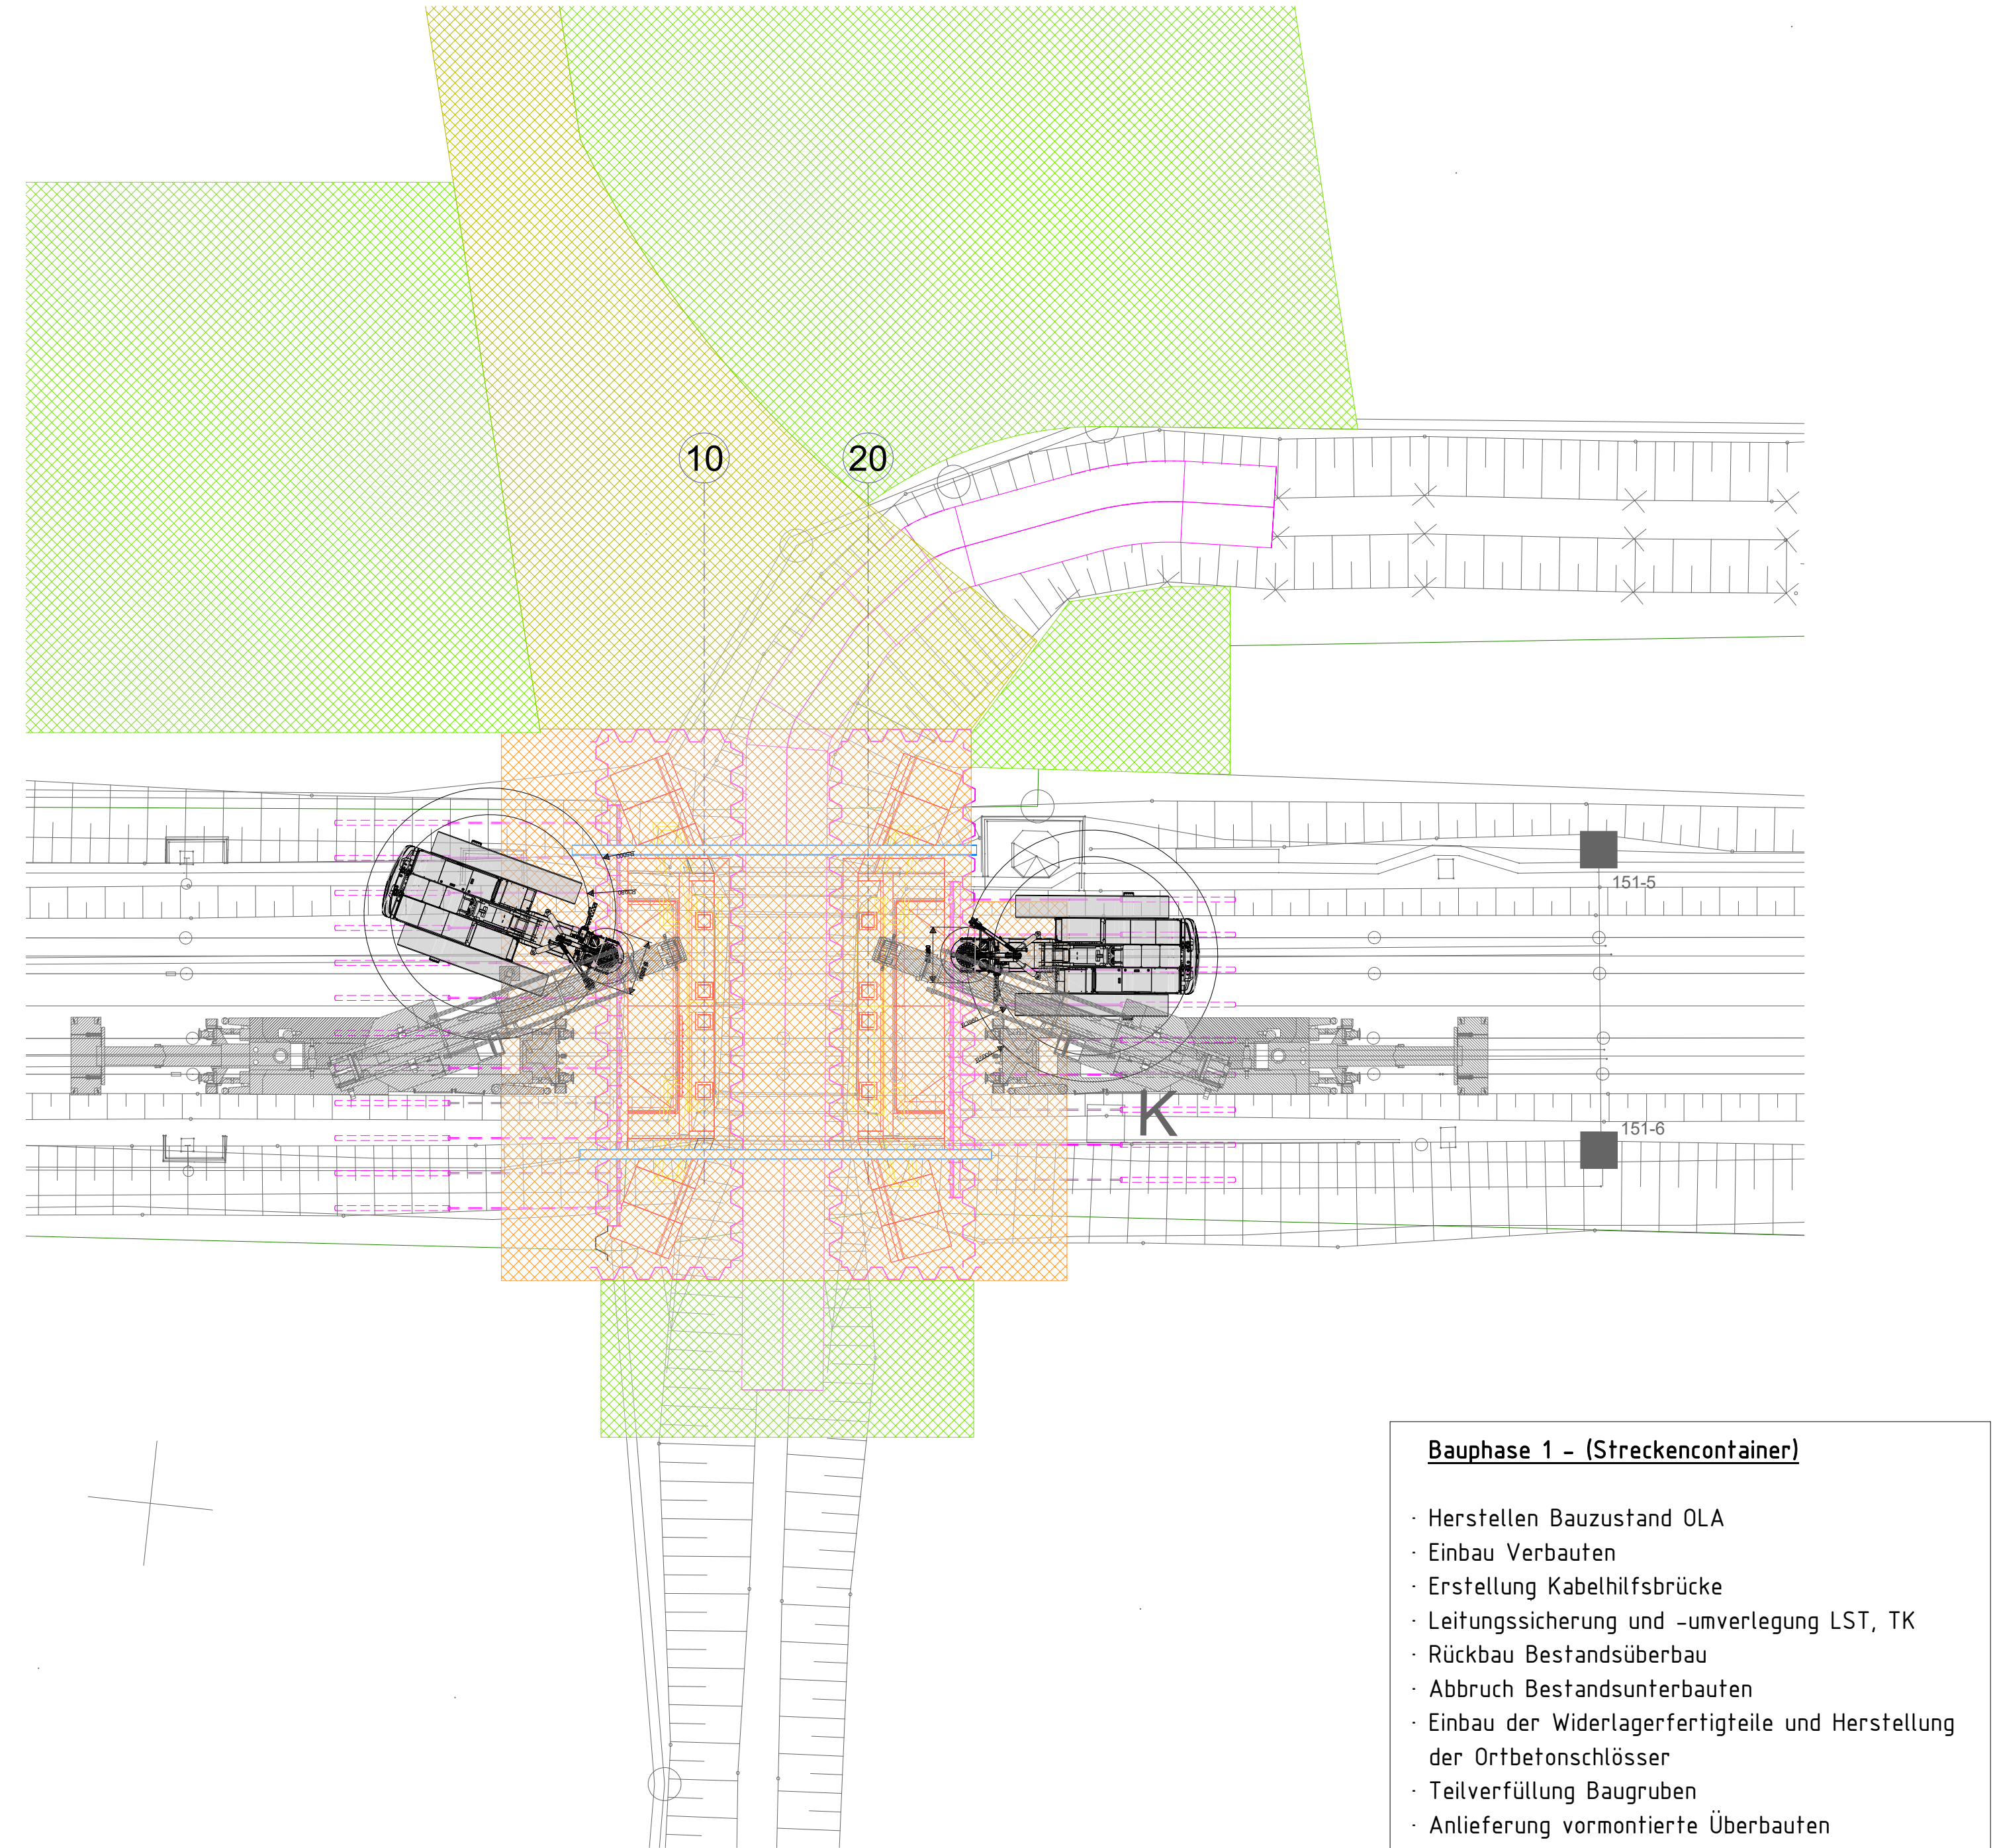 10
20
151-5
151-6
K
Bauphase 1 - (Streckencontainer)
· Herstellen Bauzustand OLA
· Einbau Verbauten
· Erstellung Kabelhilfsbrücke
· Leitungssicherung und -umverlegung LST, TK
· Rückbau Bestandsüberbau
· Abbruch Bestandsunterbauten
· Einbau der Widerlagerfertigteile und Herstellung
der Ortbetonschlösser
· Teilverfüllung Baugruben
· Anlieferung vormontierte Überbauten